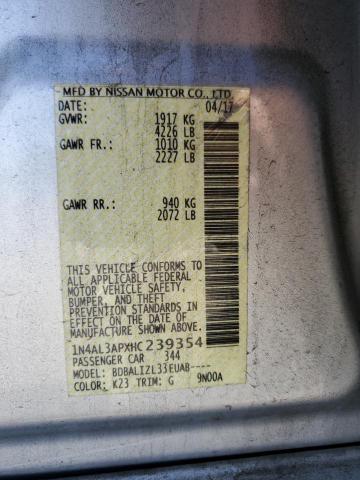 MFD BY NISSAN MOTOR CO., LTD.
DATE: 04/17
GVWR: 1917 KG
4226 LB
GAWR FR.: 1010 KG
2227 LB
GAWR RR.: 940 KG
2072 LB
THIS VEHICLE CONFORMS TO
ALL APPLICABLE FEDERAL
MOTOR VEHICLE SAFETY,
BUMPER, AND THEFT
PREVENTION STANDARDS IN
EFFECT ON THE DATE OF
MANUFACTURE SHOWN ABOVE.
1N4AL3APXHC 239354
PASSENGER CAR 344
MODEL: BDBALIZL33EUAB----
COLOR: K23 TRIM: G 9N00A